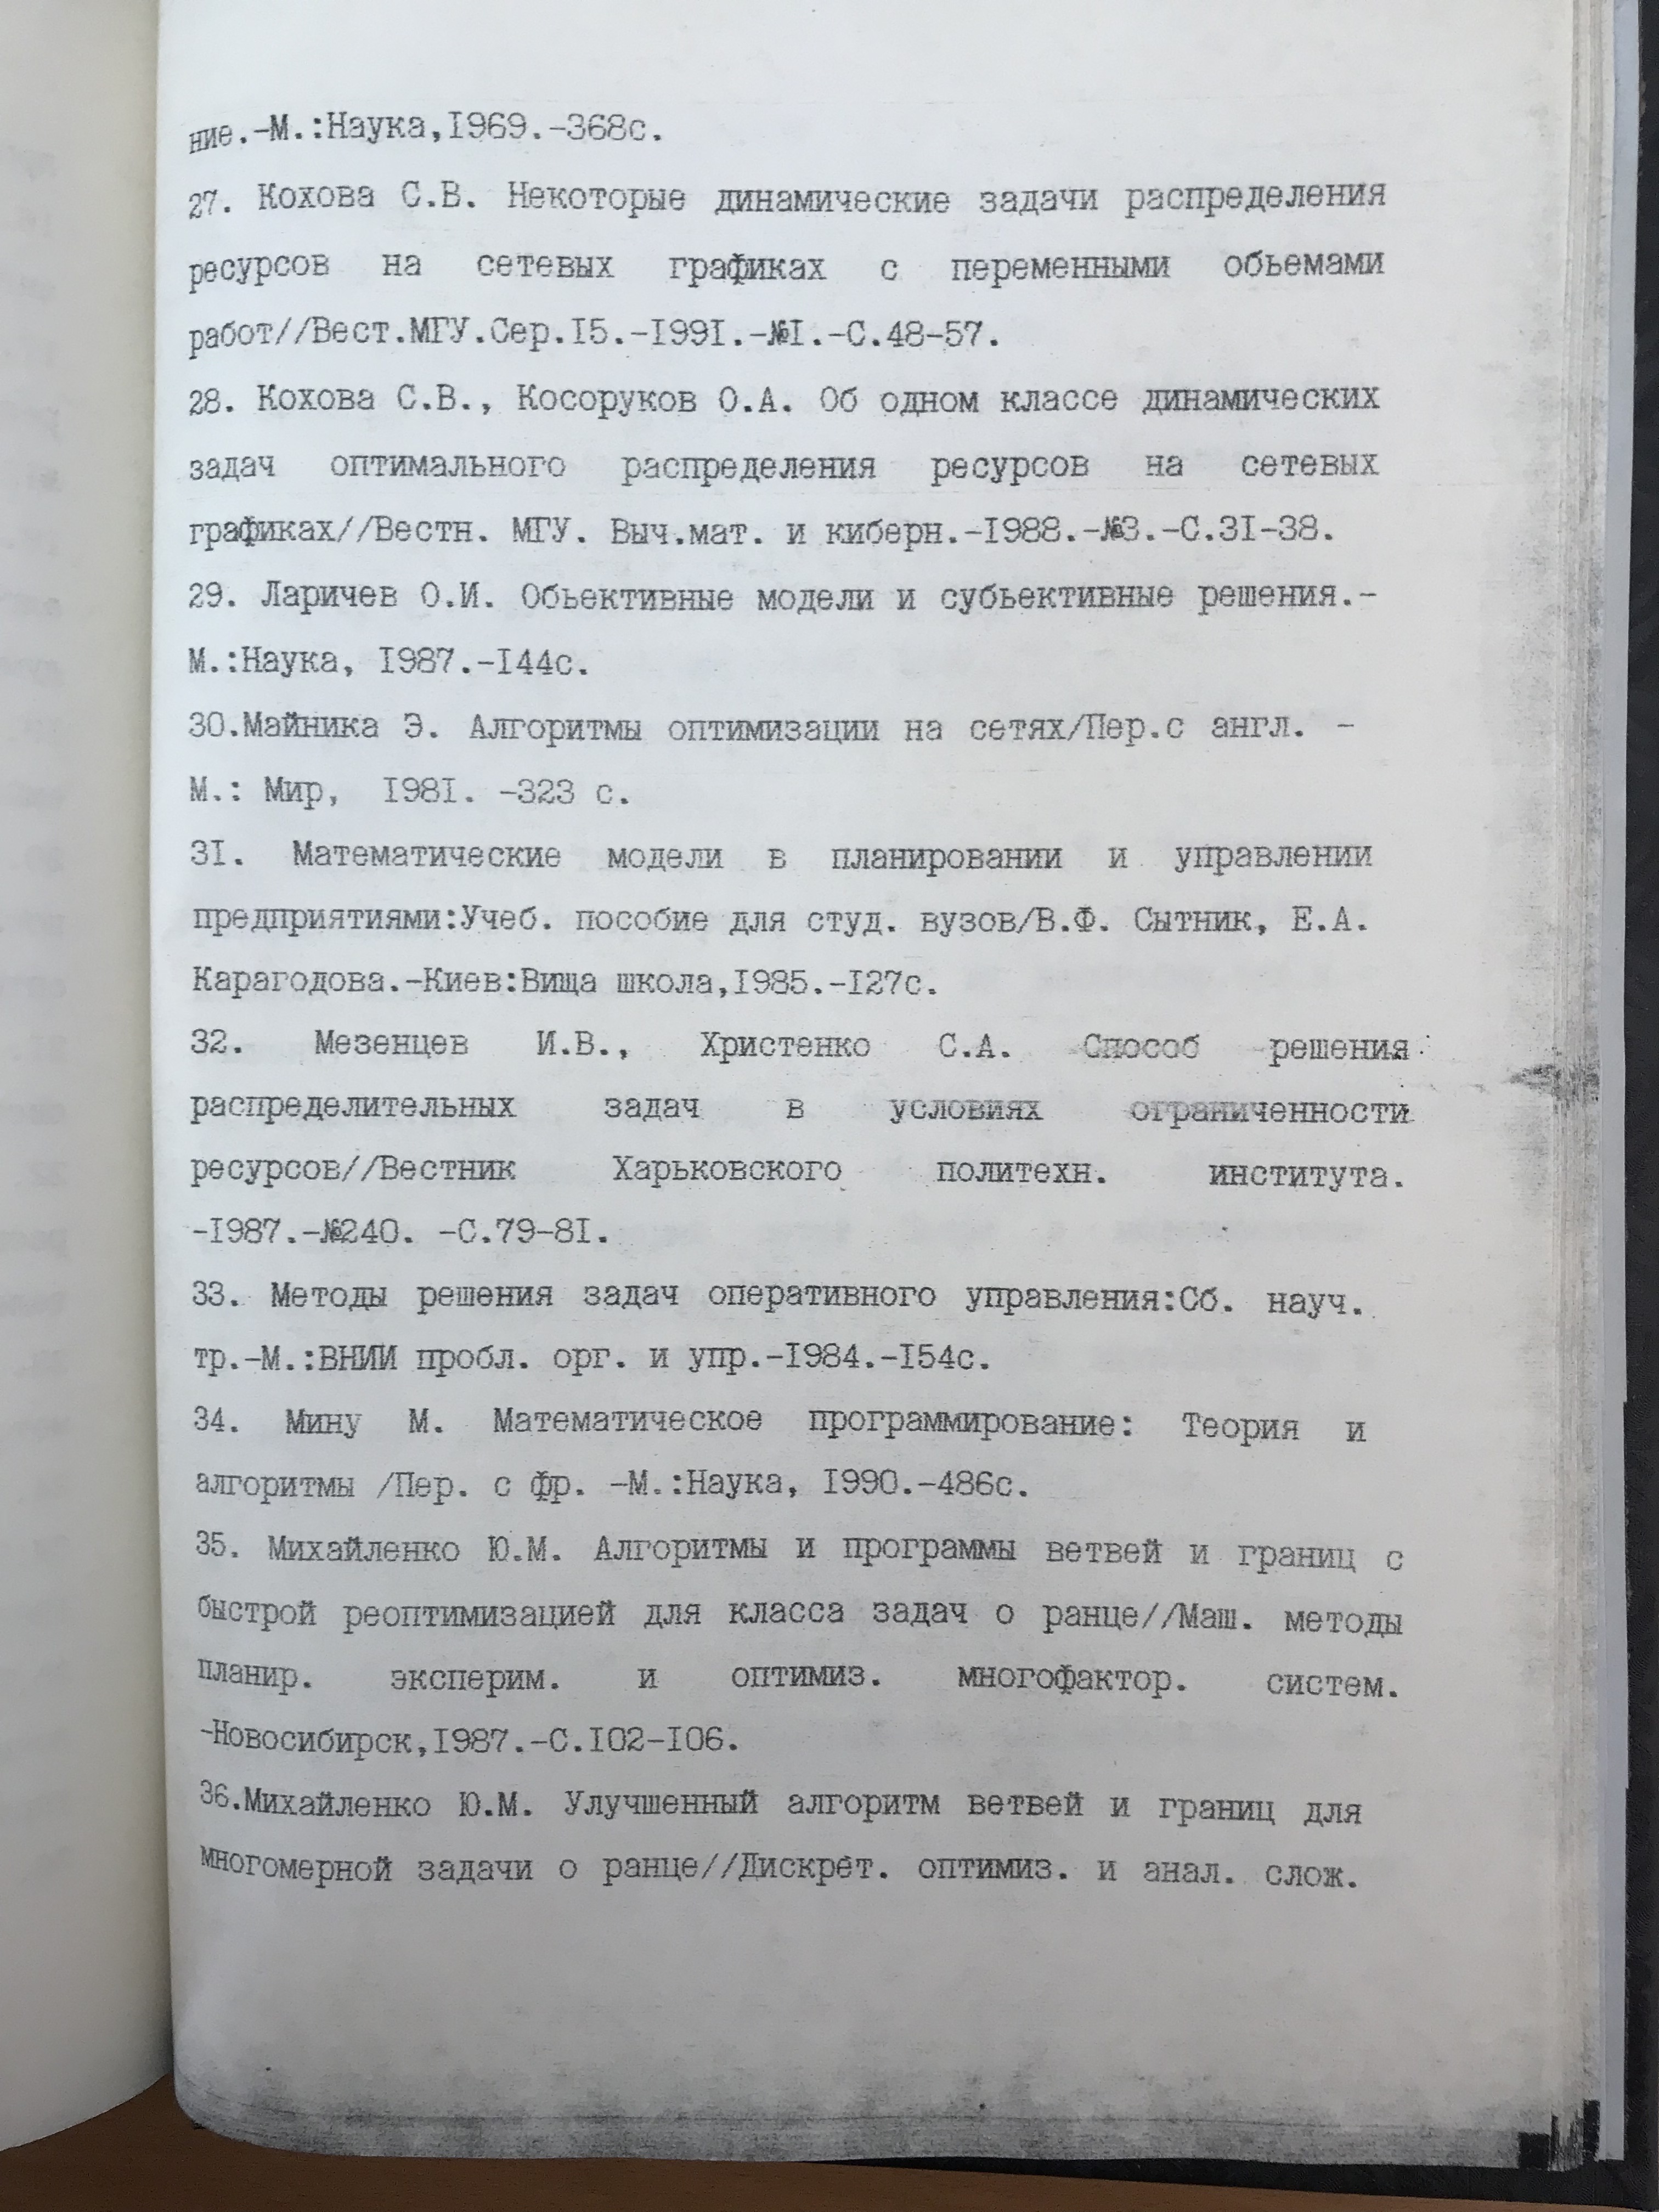 ние.-М.:Наука,I969.-368с.
27. Кохова С.В. Некоторые динамические задачи распределения
ресурсов на сетевых графиках с переменными обьемами
работ//Вест.МГУ.Сер.I5.-I99I.-№I.-С.48-57.
28. Кохова С.В., Косоруков О.А. Об одном классе динамических
задач оптимального распределения ресурсов на сетевых
графиках//Вестн. МГУ. Выч.мат. и киберн.-I988.-№3.-С.3I-38.
29. Ларичев О.И. Обьективные модели и субьективные решения.-
М.:Наука, I987.-I44с.
30.Майника Э. Алгоритмы оптимизации на сетях/Пер.с англ. -
М.: Мир, I98I. -323 с.
3I. Математические модели в планировании и управлении
предприятиями:Учеб. пособие для студ. вузов/В.Ф. Сытник, Е.А.
Карагодова.-Киев:Вища школа,I985.-I27с.
32. Мезенцев И.В., Христенко С.А. Способ решения
распределительных задач в условиях ограниченности
ресурсов//Вестник Харьковского политехн. института.
-I987.-№240. -С.79-8I.
33. Методы решения задач оперативного управления:Сб. науч.
тр.-М.:ВНИИ пробл. орг. и упр.-I984.-I54с.
34. Мину М. Математическое программирование: Теория и
алгоритмы /Пер. с фр. -М.:Наука, I990.-486с.
35. Михайленко Ю.М. Алгоритмы и программы ветвей и границ с
быстрой реоптимизацией для класса задач о ранце//Маш. методы
планир. эксперим. и оптимиз. многофактор. систем.
-Новосибирск,I987.-С.I02-I06.
36.Михайленко Ю.М. Улучшенный алгоритм ветвей и границ для
многомерной задачи о ранце//Дискрет. оптимиз. и анал. слож.